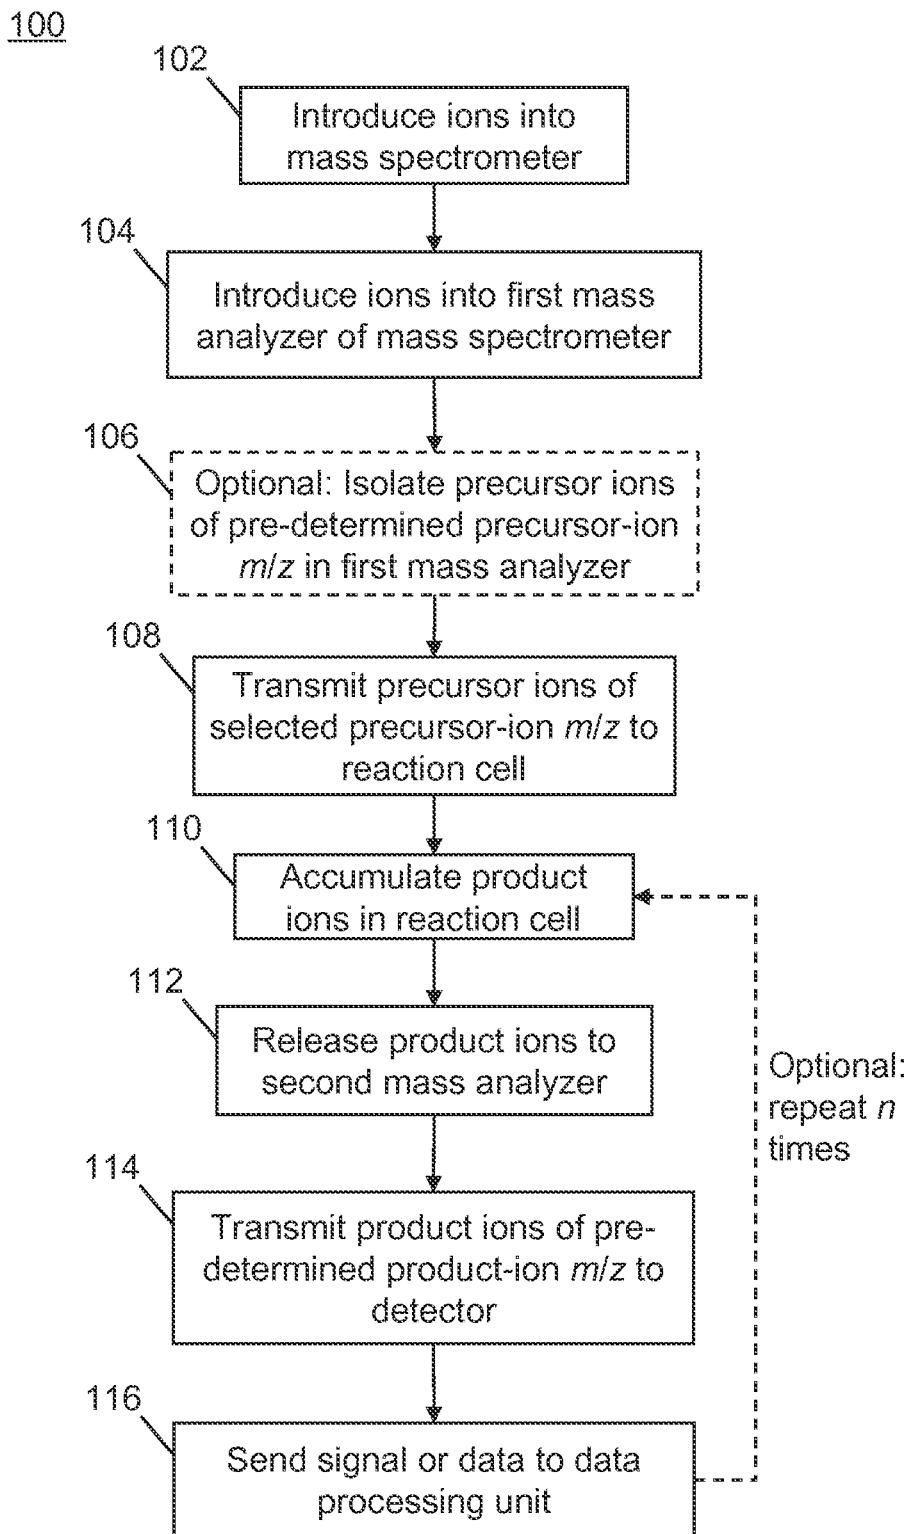 100
102
Introduce ions into
mass spectrometer
104
Introduce ions into first mass
analyzer of mass spectrometer
106
Optional: Isolate precursor ions
of pre-determined precursor-ion
m/z in first mass analyzer
108
Transmit precursor ions of
selected precursor-ion m/z to
reaction cell
110
Accumulate product
ions in reaction cell
112
Release product ions to
second mass analyzer
Optional:
repeat n
times
114
Transmit product ions of pre-
determined product-ion m/z to
detector
116
Send signal or data to data
processing unit